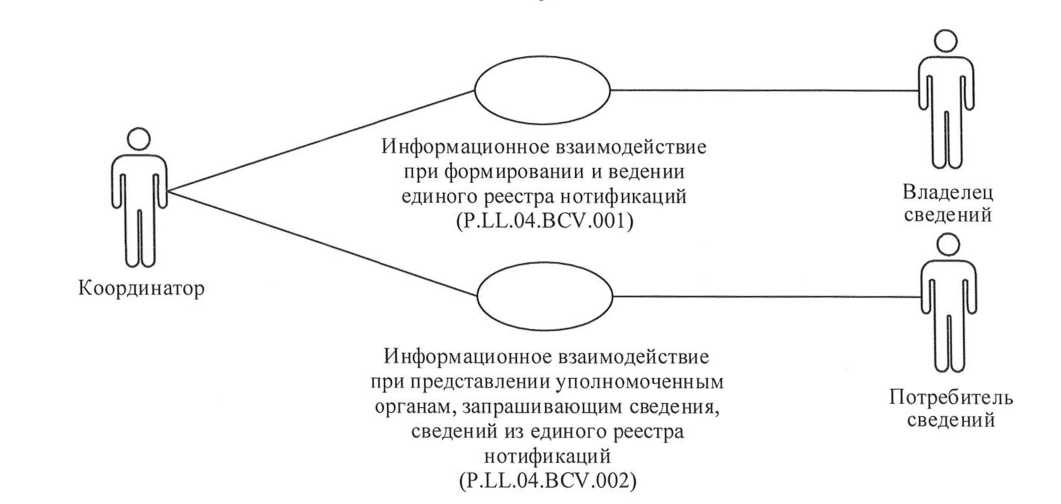 Информационное взаимодействие
при формировании и ведении
единого реестра нотификаций
(P.LL.04.BCV.001)
Владелец
сведений
Координатор
Информационное взаимодействие
при представлении уполномоченным
органам, запрашивающим сведения,
сведений из единого реестра
нотификаций
(P.LL.04.BCV.002)
Потребитель
сведений